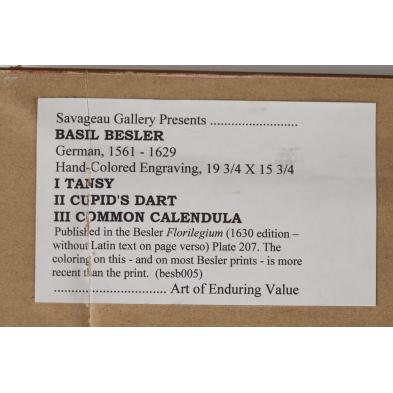 Savageau Gallery Presents .........................
BASIL BESLER
German, 1561 - 1629
Hand-Colored Engraving, 19 3/4 X 15 3/4
I TANSY
II CUPID'S DART
III COMMON CALENDULA
Published in the Besler Florilegium (1630 edition –
without Latin text on page verso) Plate 207. The
coloring on this - and on most Besler prints - is more
recent than the print. (besb005)
................................ Art of Enduring Value